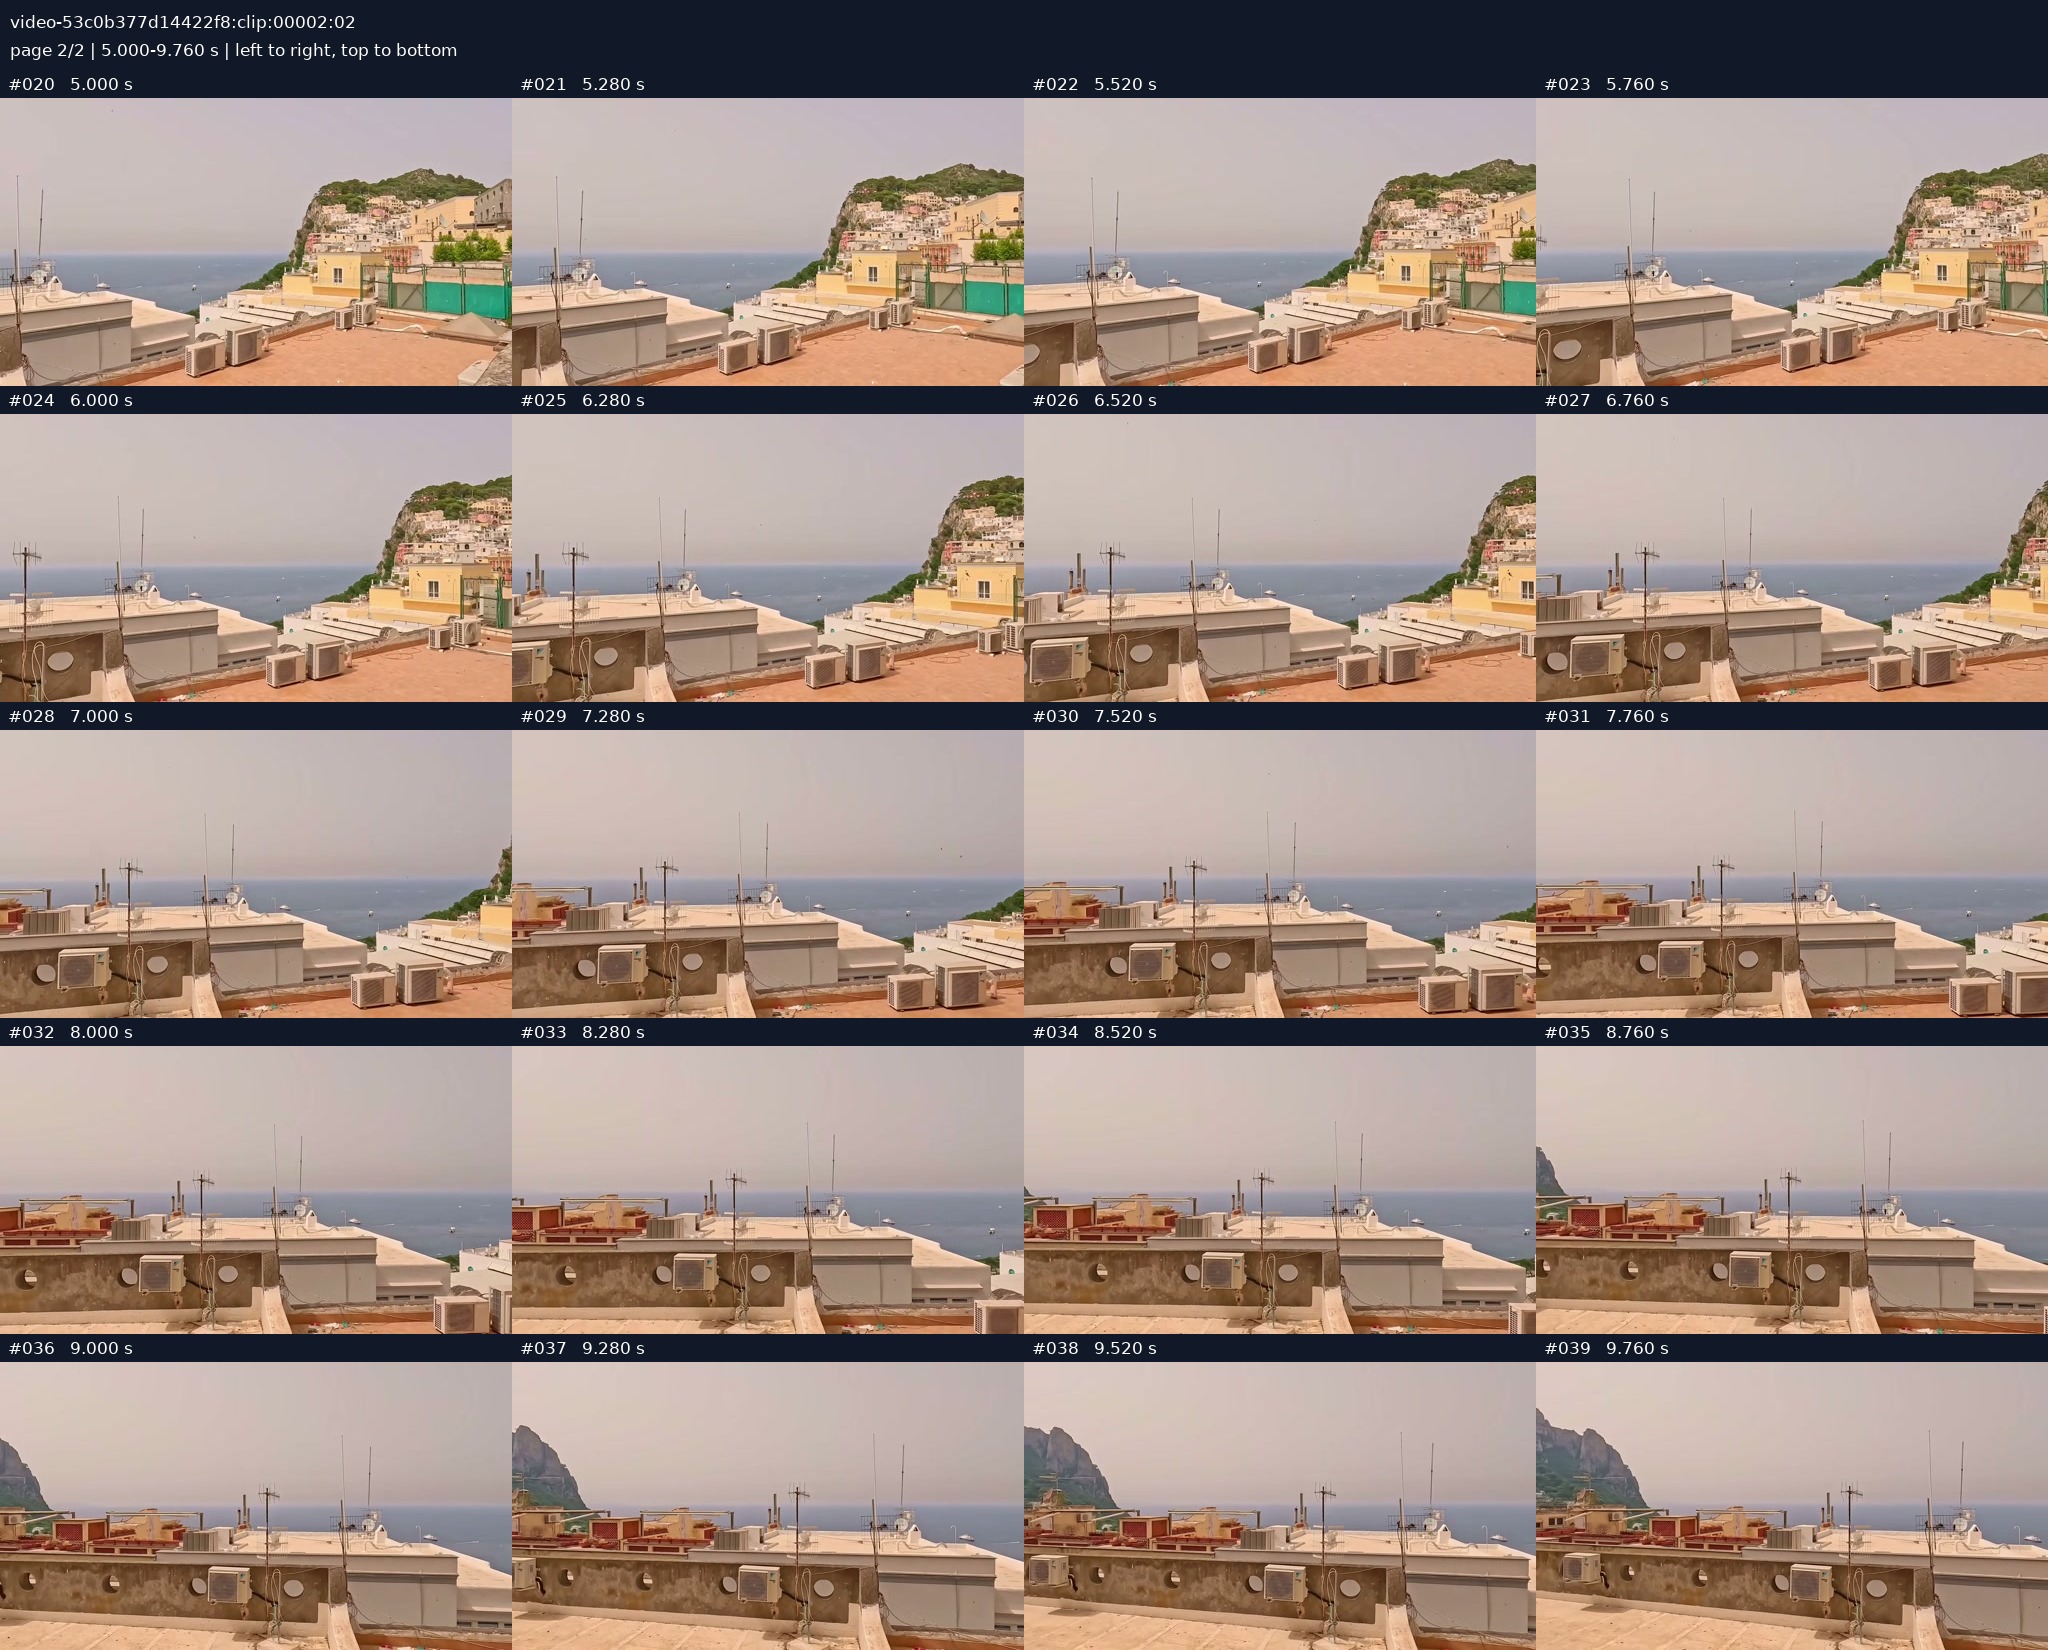 video-53c0b377d14422f8:clip:00002:02
page 2/2 | 5.000-9.760 s | left to right, top to bottom
#020 5.000 s
#021 5.280 s
#022 5.520 s
#023 5.760 s
#024 6.000 s
#025 6.280 s
#026 6.520 s
#027 6.760 s
#028 7.000 s
#029 7.280 s
#030 7.520 s
#031 7.760 s
#032 8.000 s
#033 8.280 s
#034 8.520 s
#035 8.760 s
#036 9.000 s
#037 9.280 s
#038 9.520 s
#039 9.760 s